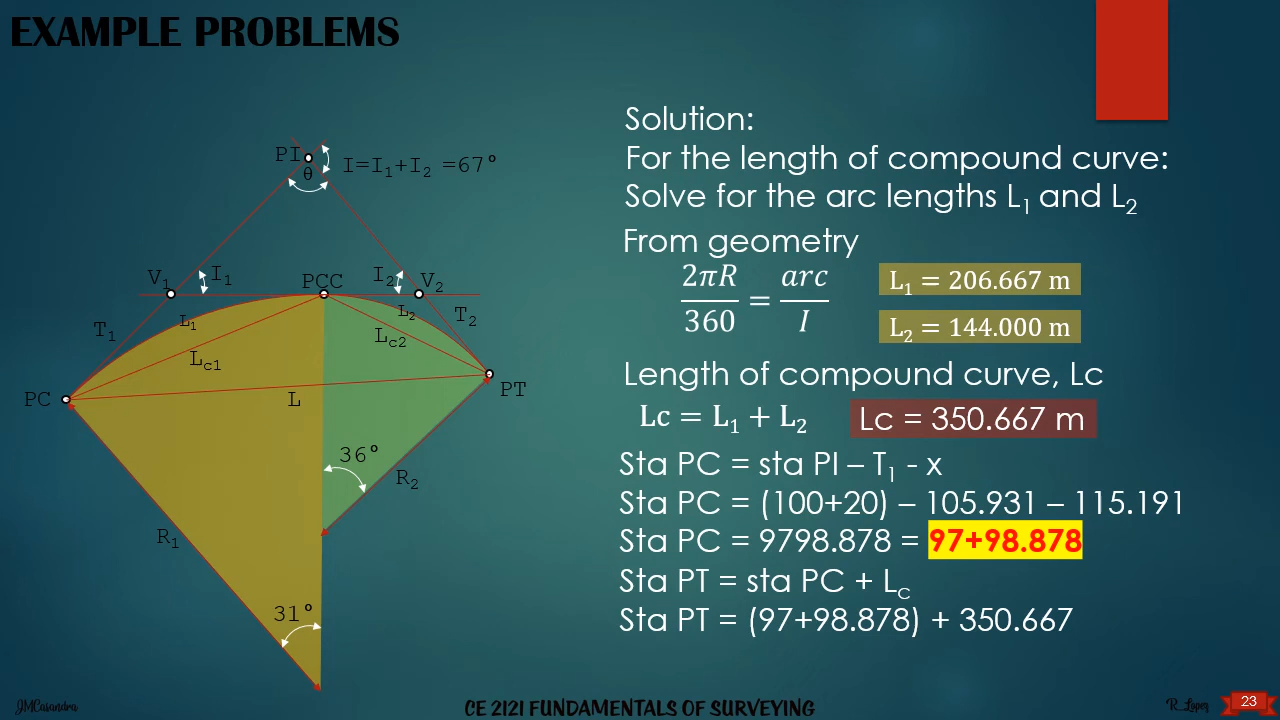 EXAMPLE PROBLEMS
PI
θ
I=I₁+I₂ =67°
V₁
I₁
PCC
I₂
V₂
T₁
L₁
L₂
T₂
Lc1
Lc2
PC
PT
L
36°
R₂
R₁
31°
Solution:
For the length of compound curve:
Solve for the arc lengths L₁ and L₂
From geometry
2πR/360 = arc/I
L₁ = 206.667 m
L₂ = 144.000 m
Length of compound curve, Lc
Lc = L₁ + L₂
Lc = 350.667 m
Sta PC = sta PI – T₁ - x
Sta PC = (100+20) – 105.931 – 115.191
Sta PC = 9798.878 = 97+98.878
Sta PT = sta PC + Lc
Sta PT = (97+98.878) + 350.667
JMCasandra
CE 2121 FUNDAMENTALS OF SURVEYING
R_Lopez
23